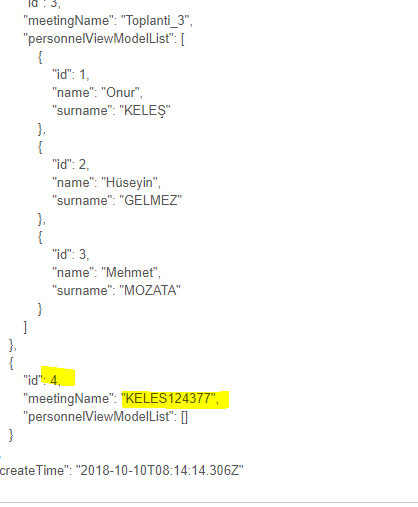 "id": 3,
"meetingName": "Toplanti_3",
"personnelViewModelList": [
{
"id": 1,
"name": "Onur",
"surname": "KELEŞ"
},
{
"id": 2,
"name": "Hüseyin",
"surname": "GELMEZ"
},
{
"id": 3,
"name": "Mehmet",
"surname": "MOZATA"
}
]
},
{
"id": 4,
"meetingName": "KELES124377",
"personnelViewModelList": []
}
,
createTime": "2018-10-10T08:14:14.306Z"